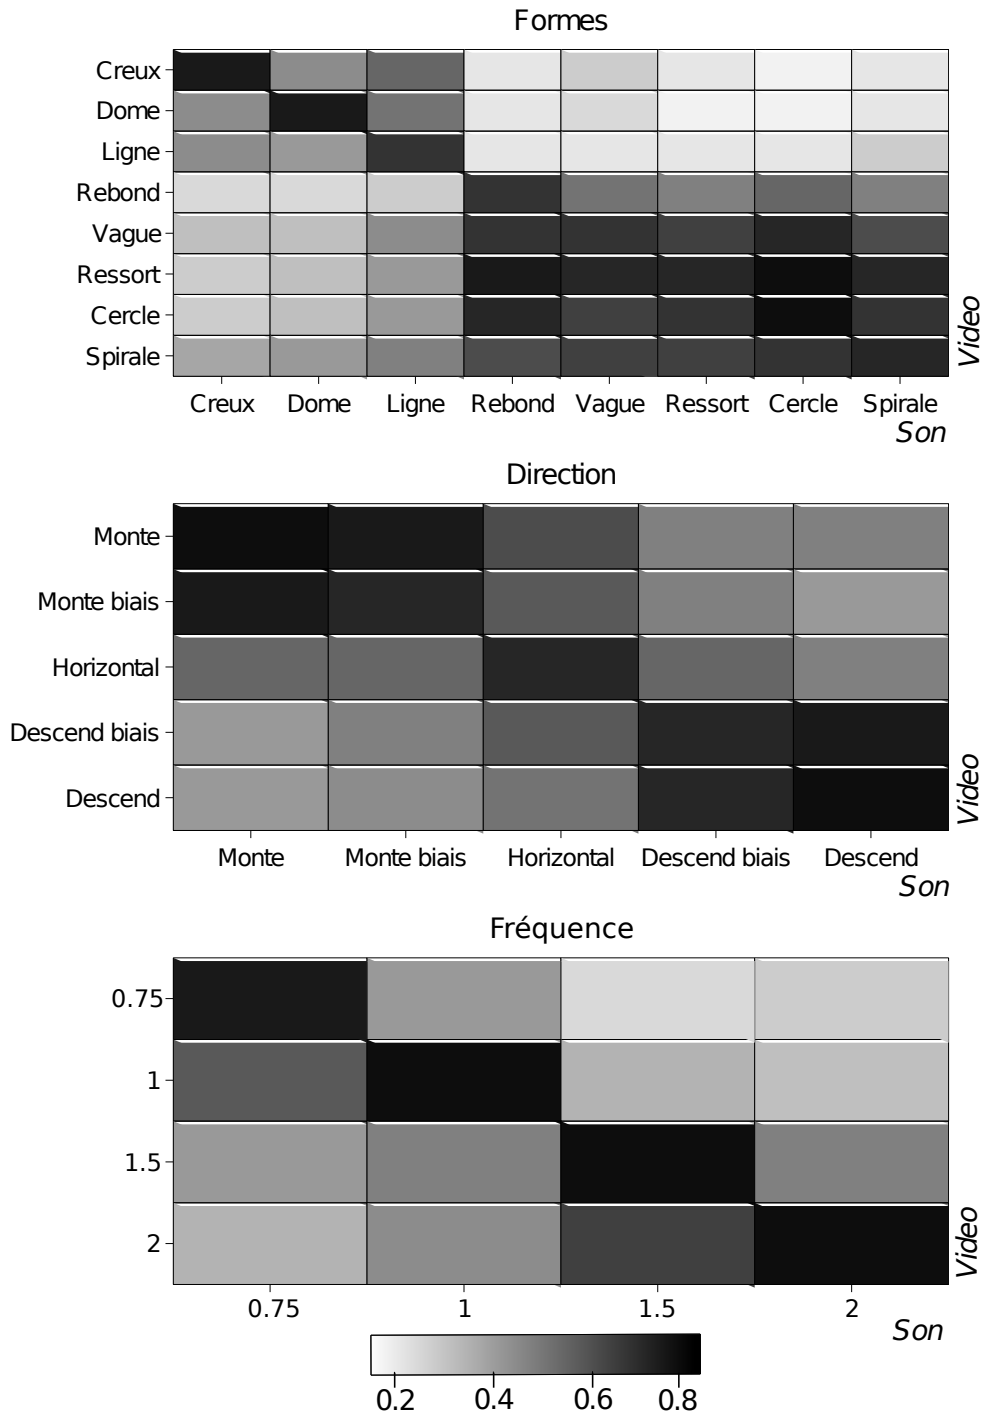 Formes
Creux
Dome
Ligne
Rebond
Vague
Ressort
Cercle
Spirale
Video
Creux Dome Ligne Rebond Vague Ressort Cercle Spirale
Son
Direction
Monte
Monte biais
Horizontal
Descend biais
Descend
Video
Monte Monte biais Horizontal Descend biais Descend
Son
Fréquence
0.75
1
1.5
2
Video
0.75 1 1.5 2
Son
0.2 0.4 0.6 0.8